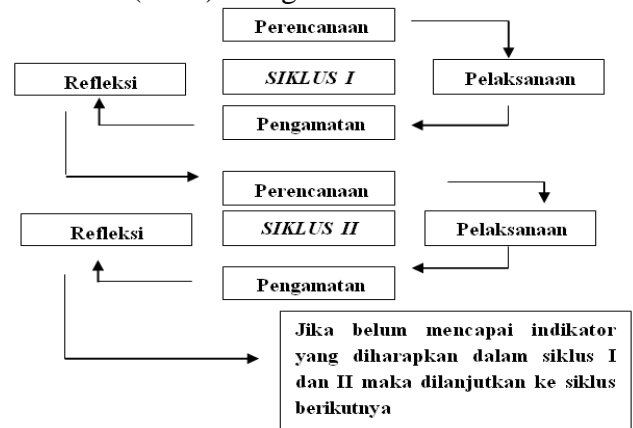 Perencanaan
Refleksi
SIKLUS I
Pelaksanaan
Pengamatan
Perencanaan
Refleksi
SIKLUS II
Pelaksanaan
Pengamatan
Jika belum mencapai indikator
yang diharapkan dalam siklus I
dan II maka dilanjutkan ke siklus
berikutnya